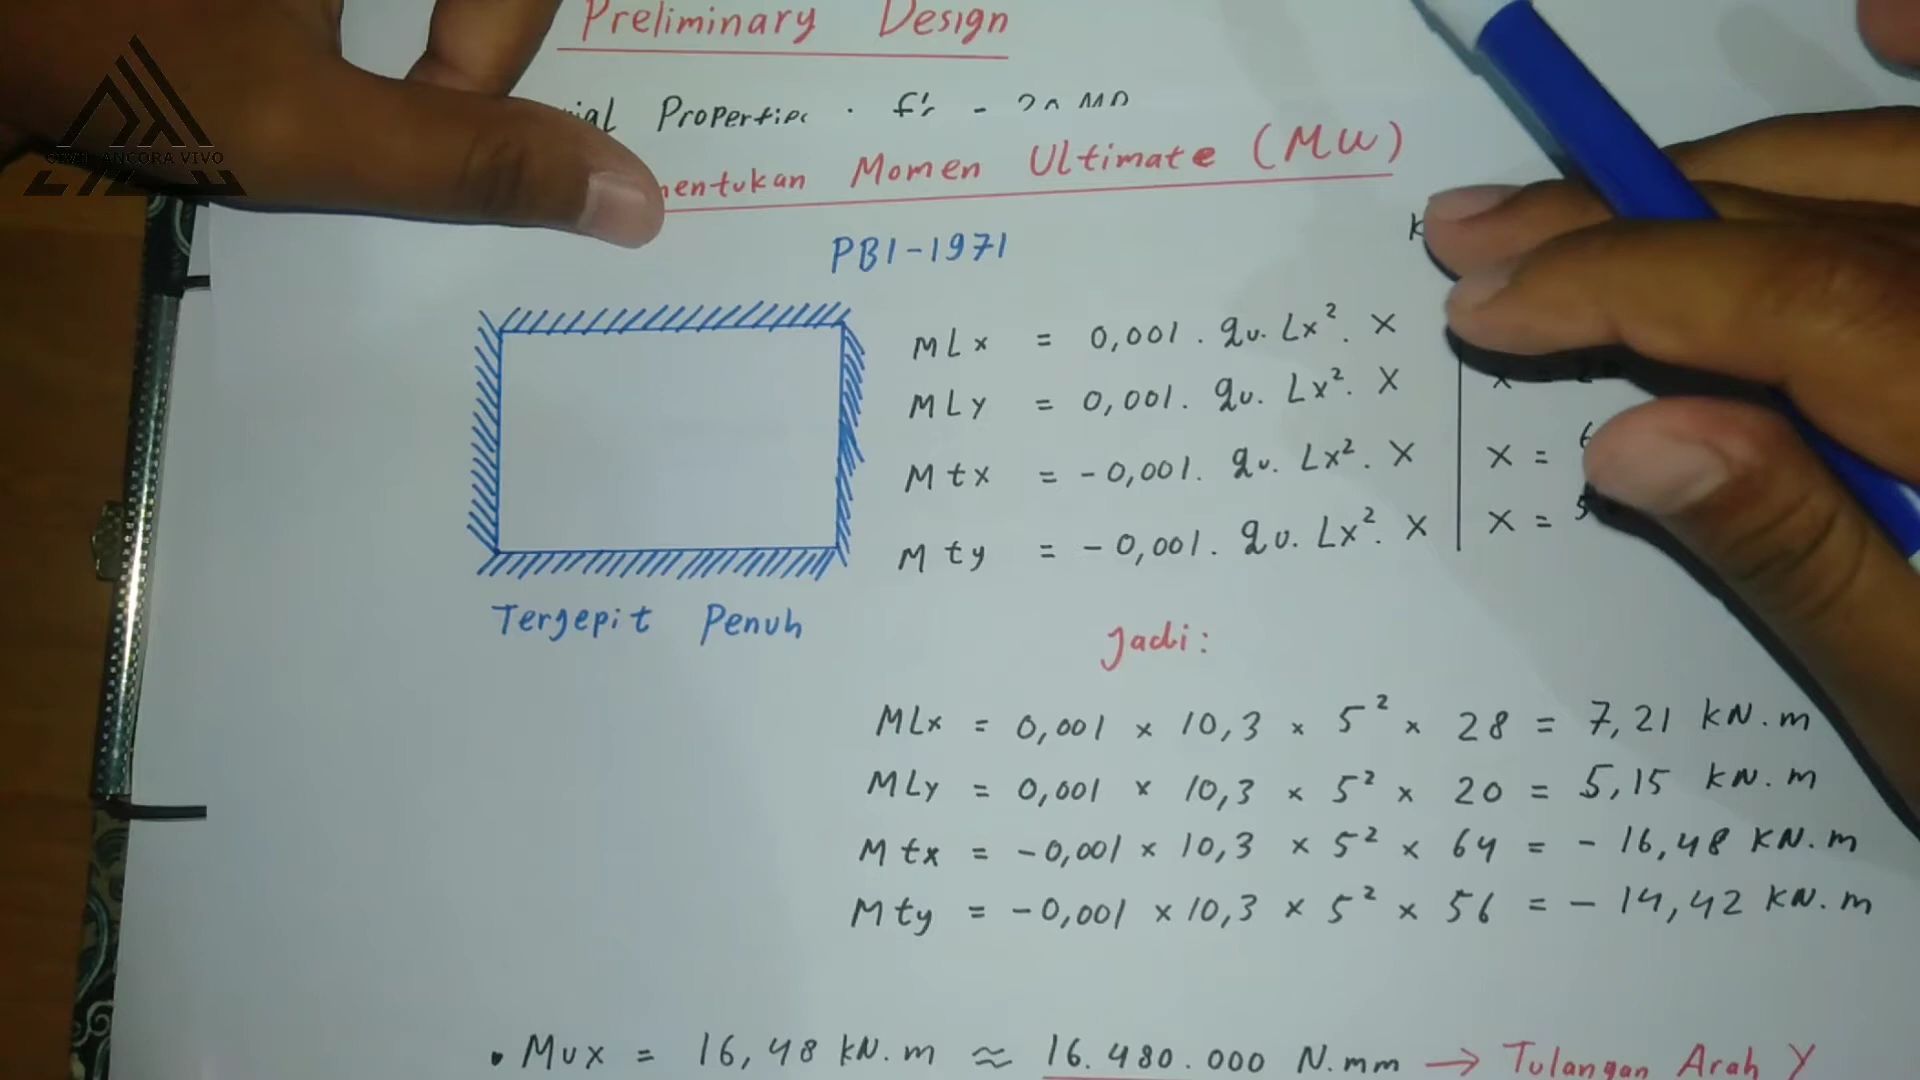 Preliminary Design
Properties
Momen Ultimate (Mu)
PBI-1971
MLx = 0,001 . qu. Lx². X
MLy = 0,001. qu. Lx². X
Mtx = -0,001. qu. Lx². X X =
Mty = -0,001. qu. Lx². X X =
Tergepit Penuh
Jadi:
MLx = 0,001 × 10,3 × 5² × 28 = 7,21 kN.m
MLy = 0,001 × 10,3 × 5² × 20 = 5,15 kN.m
Mtx = -0,001 × 10,3 × 5² × 64 = - 16,48 kN.m
Mty = -0,001 × 10,3 × 5² × 56 = - 14,42 kN.m
• Mux = 16,48 kN.m ≈ 16.480.000 N.mm → Tulangan Arah Y
CIVIL ANCORA VIVO